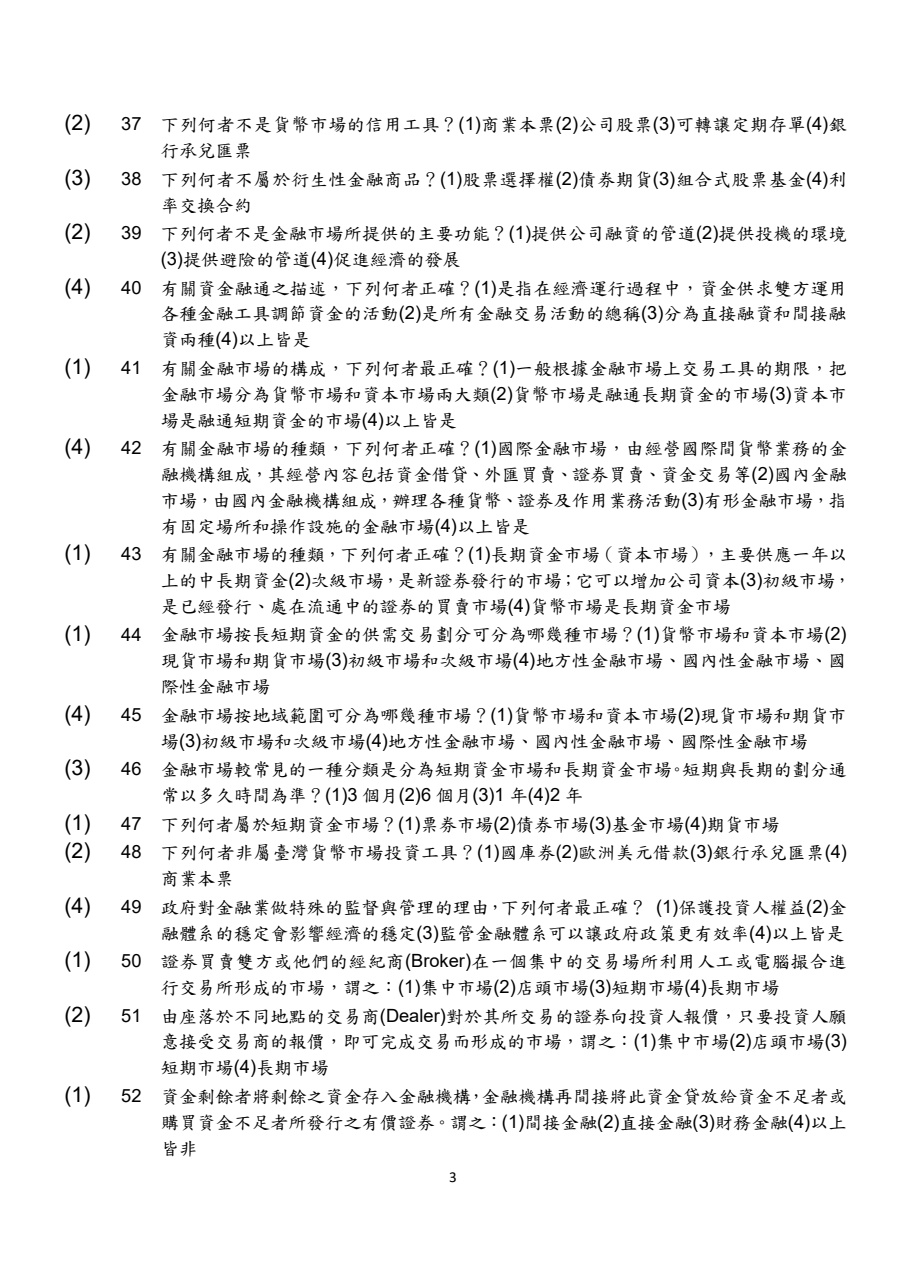 (2) 37 下列何者不是貨幣市場的信用工具？(1)商業本票(2)公司股票(3)可轉讓定期存單(4)銀
行承兌匯票
(3) 38 下列何者不屬於衍生性金融商品？(1)股票選擇權(2)債券期貨(3)組合式股票基金(4)利
率交換合約
(2) 39 下列何者不是金融市場所提供的主要功能？(1)提供公司融資的管道(2)提供投機的環境
(3)提供避險的管道(4)促進經濟的發展
(4) 40 有關資金融通之描述，下列何者正確？(1)是指在經濟運行過程中，資金供求雙方運用
各種金融工具調節資金的活動(2)是所有金融交易活動的總稱(3)分為直接融資和間接融
資兩種(4)以上皆是
(1) 41 有關金融市場的構成，下列何者最正確？(1)一般根據金融市場上交易工具的期限，把
金融市場分為貨幣市場和資本市場兩大類(2)貨幣市場是融通長期資金的市場(3)資本市
場是融通短期資金的市場(4)以上皆是
(4) 42 有關金融市場的種類，下列何者正確？(1)國際金融市場，由經營國際間貨幣業務的金
融機構組成，其經營內容包括資金借貸、外匯買賣、證券買賣、資金交易等(2)國內金融
市場，由國內金融機構組成，辦理各種貨幣、證券及作用業務活動(3)有形金融市場，指
有固定場所和操作設施的金融市場(4)以上皆是
(1) 43 有關金融市場的種類，下列何者正確？(1)長期資金市場（資本市場），主要供應一年以
上的中長期資金(2)次級市場，是新證券發行的市場；它可以增加公司資本(3)初級市場，
是已經發行、處在流通中的證券的買賣市場(4)貨幣市場是長期資金市場
(1) 44 金融市場按長短期資金的供需交易劃分可分為哪幾種市場？(1)貨幣市場和資本市場(2)
現貨市場和期貨市場(3)初級市場和次級市場(4)地方性金融市場、國內性金融市場、國
際性金融市場
(4) 45 金融市場按地域範圍可分為哪幾種市場？(1)貨幣市場和資本市場(2)現貨市場和期貨市
場(3)初級市場和次級市場(4)地方性金融市場、國內性金融市場、國際性金融市場
(3) 46 金融市場較常見的一種分類是分為短期資金市場和長期資金市場。短期與長期的劃分通
常以多久時間為準？(1)3 個月(2)6 個月(3)1 年(4)2 年
(1) 47 下列何者屬於短期資金市場？(1)票券市場(2)債券市場(3)基金市場(4)期貨市場
(2) 48 下列何者非屬臺灣貨幣市場投資工具？(1)國庫券(2)歐洲美元借款(3)銀行承兌匯票(4)
商業本票
(4) 49 政府對金融業做特殊的監督與管理的理由，下列何者最正確？ (1)保護投資人權益(2)金
融體系的穩定會影響經濟的穩定(3)監管金融體系可以讓政府政策更有效率(4)以上皆是
(1) 50 證券買賣雙方或他們的經紀商(Broker)在一個集中的交易場所利用人工或電腦撮合進
行交易所形成的市場，謂之：(1)集中市場(2)店頭市場(3)短期市場(4)長期市場
(2) 51 由座落於不同地點的交易商(Dealer)對於其所交易的證券向投資人報價，只要投資人願
意接受交易商的報價，即可完成交易而形成的市場，謂之：(1)集中市場(2)店頭市場(3)
短期市場(4)長期市場
(1) 52 資金剩餘者將剩餘之資金存入金融機構，金融機構再間接將此資金貸放給資金不足者或
購買資金不足者所發行之有價證券。謂之：(1)間接金融(2)直接金融(3)財務金融(4)以上
皆非
3